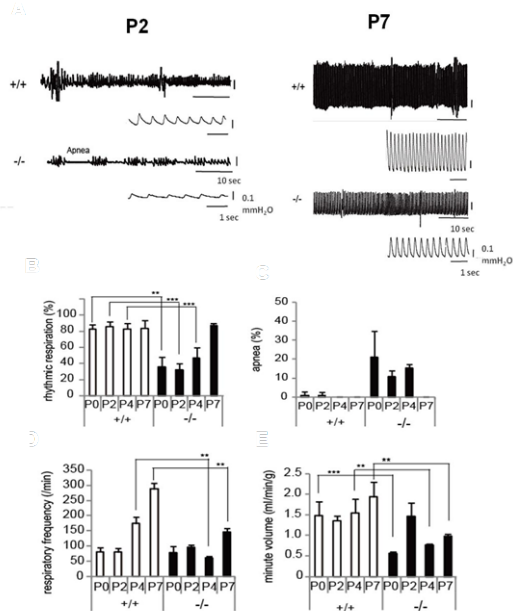 A
P2
P7
+/+
+/+
Apnea
-/-
-/-
10 sec
10 sec
0.1
mmH₂O
1 sec
0.1
mmH₂O
1 sec
B
rhythmic respiration (%)
100
80
60
40
20
0
** 
***
***
P0 P2 P4 P7 P0 P2 P4 P7
+/+ -/-
C
apnea (%)
50
40
30
20
10
0
P0 P2 P4 P7 P0 P2 P4 P7
+/+ -/-
D
respiratory frequency (/min)
350
300
250
200
150
100
50
0
**
**
P0 P2 P4 P7 P0 P2 P4 P7
+/+ -/-
E
minute volume (ml/min/g)
2.5
2.0
1.5
1.0
0.5
0
*** ** **
P0 P2 P4 P7 P0 P2 P4 P7
+/+ -/-